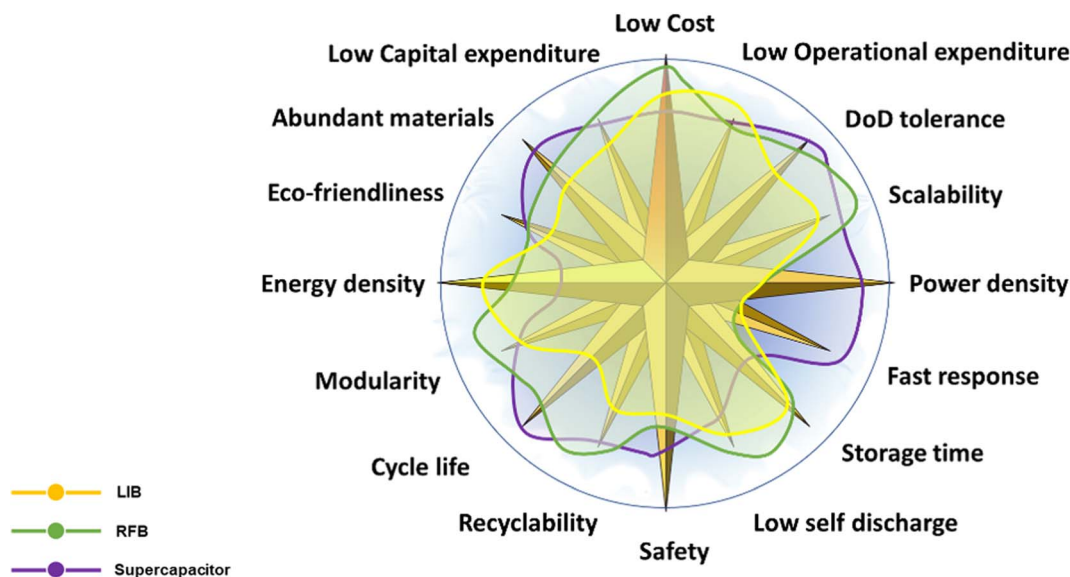 Low Cost
Low Capital expenditure
Low Operational expenditure
Abundant materials
DoD tolerance
Eco-friendliness
Scalability
Energy density
Power density
Modularity
Fast response
Cycle life
Storage time
Recyclability
Low self discharge
Safety
LIB
RFB
Supercapacitor